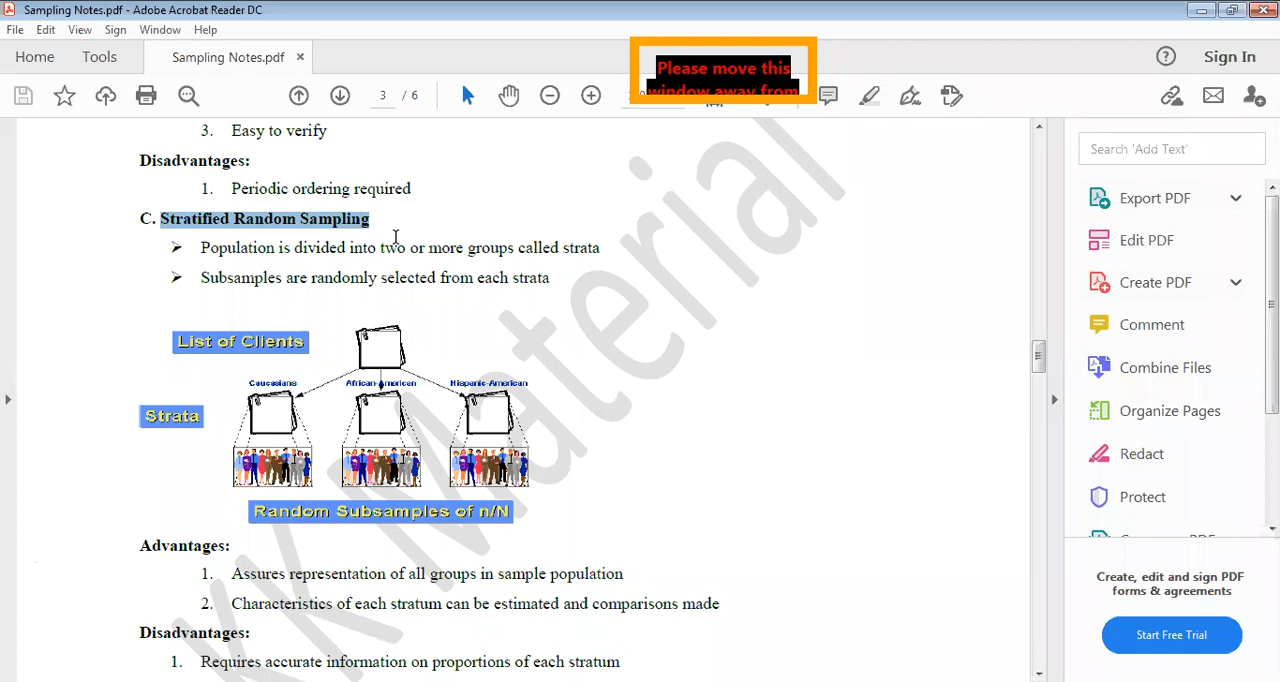 Sampling Notes.pdf - Adobe Acrobat Reader DC
File Edit View Sign Window Help
Home Tools Sampling Notes.pdf × Sign In
Please move this
window away from
3 / 6
3. Easy to verify
Disadvantages:
1. Periodic ordering required
C. Stratified Random Sampling
Population is divided into two or more groups called strata
Subsamples are randomly selected from each strata
List of Clients
Caucasians African-American Hispanic-American
Strata
Random Subsamples of n/N
Advantages:
1. Assures representation of all groups in sample population
2. Characteristics of each stratum can be estimated and comparisons made
Disadvantages:
1. Requires accurate information on proportions of each stratum
KK Material
Search 'Add Text'
Export PDF
Edit PDF
Create PDF
Comment
Combine Files
Organize Pages
Redact
Protect
Create, edit and sign PDF
forms & agreements
Start Free Trial